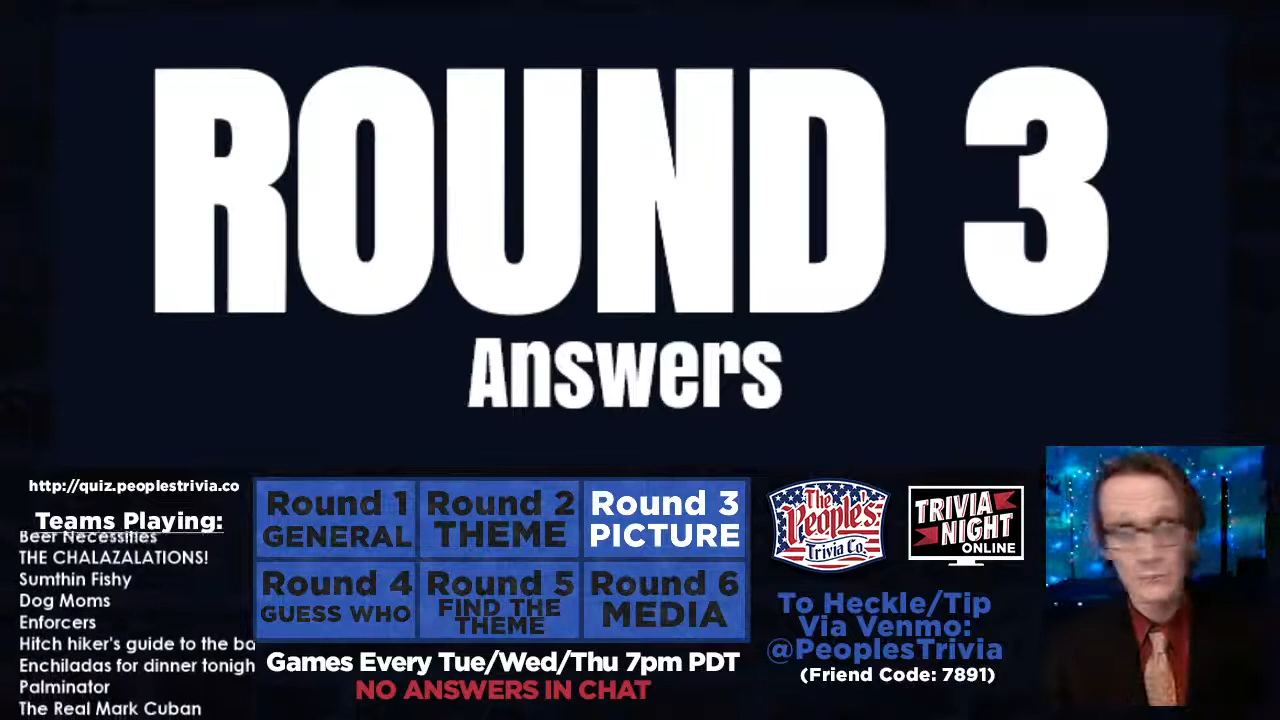 ROUND 3
Answers
http://quiz.peoplestrivia.co
Teams Playing:
Beer Necessities
THE CHALAZALATIONS!
Sumthin Fishy
Dog Moms
Enforcers
Hitch hiker's guide to the ba
Enchiladas for dinner tonigh
Palminator
The Real Mark Cuban
Round 1
GENERAL
Round 2
THEME
Round 3
PICTURE
Round 4
GUESS WHO
Round 5
FIND THE
THEME
Round 6
MEDIA
Games Every Tue/Wed/Thu 7pm PDT
NO ANSWERS IN CHAT
The
People's
Trivia Co.
TRIVIA
NIGHT
ONLINE
To Heckle/Tip
Via Venmo:
@PeoplesTrivia
(Friend Code: 7891)